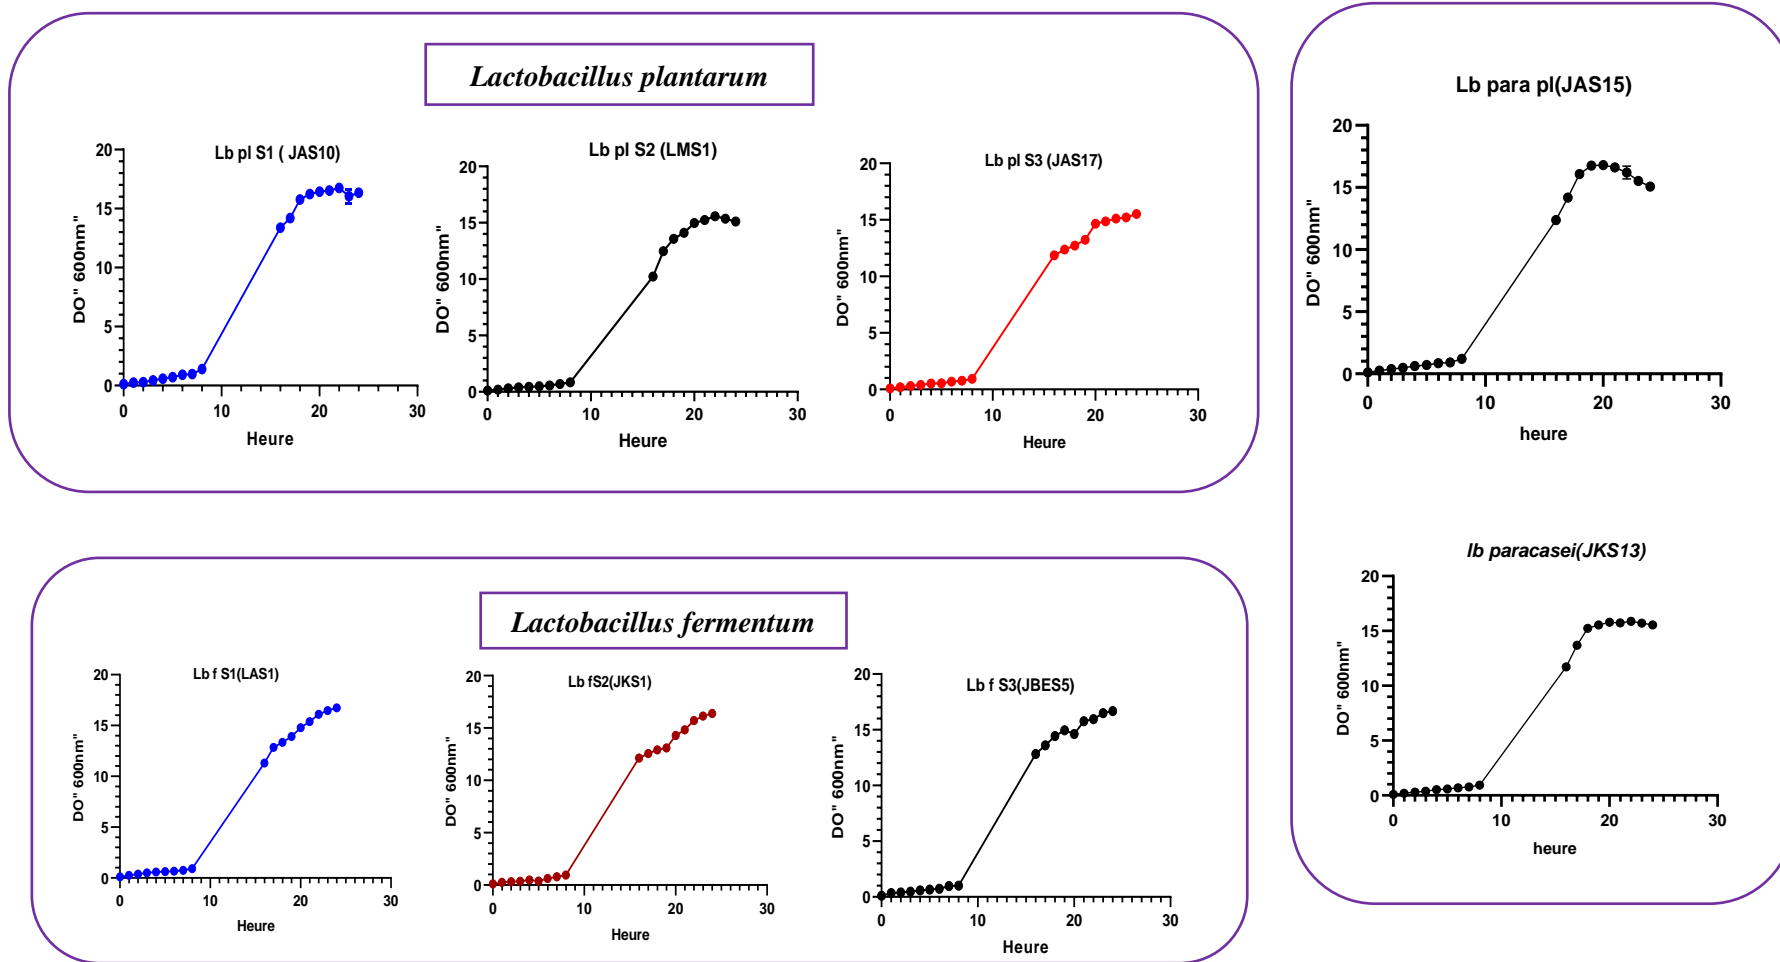 Lactobacillus plantarum
Lb pl S1 ( JAS10)
20
15
10
5
0
DO" 600nm"
0 10 20 30
Heure
Lb pl S2 (LMS1)
20
15
10
5
0
DO" 600nm"
0 10 20 30
Heure
Lb pl S3 (JAS17)
20
15
10
5
0
DO" 600nm"
0 10 20 30
Heure
Lb para pl(JAS15)
20
15
10
5
0
DO" 600nm"
0 10 20 30
heure
Lactobacillus fermentum
Lb f S1(LAS1)
20
15
10
5
0
DO" 600nm"
0 10 20 30
Heure
Lb fS2(JKS1)
20
15
10
5
0
DO" 600nm"
0 10 20 30
Heure
Lb f S3(JBES5)
20
15
10
5
0
DO" 600nm"
0 10 20 30
Heure
lb paracasei(JKS13)
20
15
10
5
0
DO" 600nm"
0 10 20 30
heure